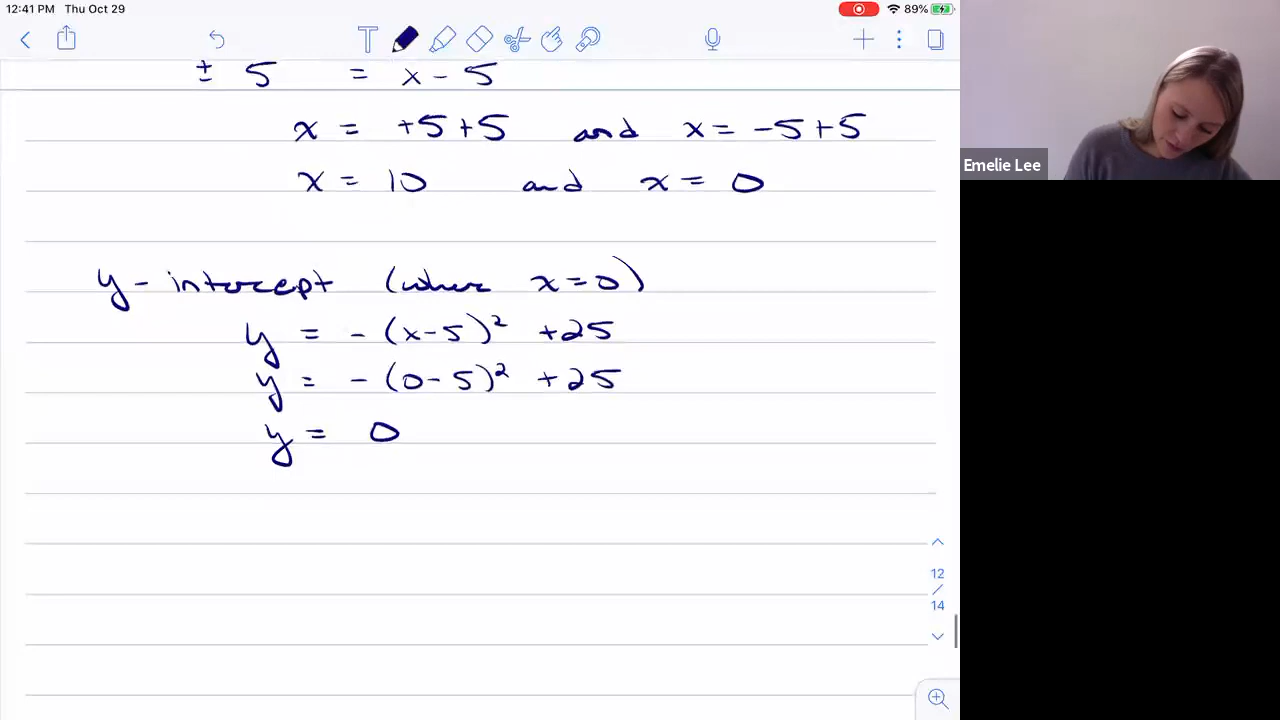 12:41 PM Thu Oct 29
89%
T
± 5 = x - 5
x = +5+5 and x = -5+5
x = 10 and x = 0
Emelie Lee
y - intercept (where x=0)
y = -(x-5)² +25
y = -(0-5)² +25
y = 0
12
/
14